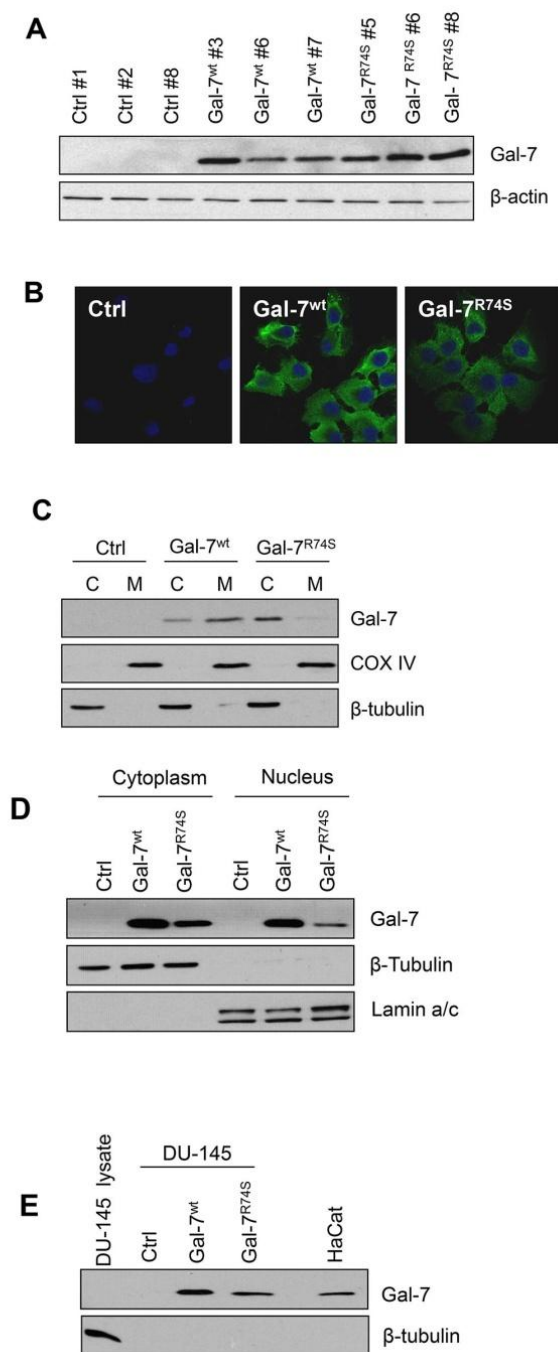 A
Ctrl #1
Ctrl #2
Ctrl #8
Gal-7wt #3
Gal-7wt #6
Gal-7wt #7
Gal-7R74S #5
Gal-7 R74S #6
Gal- 7R74S #8
Gal-7
β-actin
B
Ctrl
Gal-7wt
Gal-7R74S
C
Ctrl Gal-7wt Gal-7R74S
C M C M C M
Gal-7
COX IV
β-tubulin
D
Cytoplasm Nucleus
Ctrl
Gal-7wt
Gal-7R74S
Ctrl
Gal-7wt
Gal-7R74S
Gal-7
β-Tubulin
Lamin a/c
E
DU-145
DU-145 lysate
Ctrl
Gal-7wt
Gal-7R74S
HaCat
Gal-7
β-tubulin